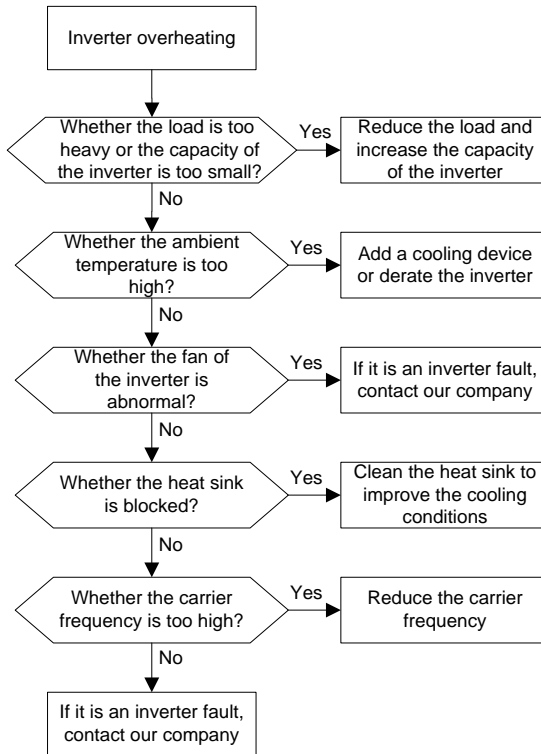 Inverter overheating
Whether the load is too
heavy or the capacity of
the inverter is too small?
Yes
Reduce the load and
increase the capacity
of the inverter
No
Whether the ambient
temperature is too
high?
Yes
Add a cooling device
or derate the inverter
No
Whether the fan of
the inverter is
abnormal?
Yes
If it is an inverter fault,
contact our company
No
Whether the heat sink
is blocked?
Yes
Clean the heat sink to
improve the cooling
conditions
No
Whether the carrier
frequency is too high?
Yes
Reduce the carrier
frequency
No
If it is an inverter fault,
contact our company